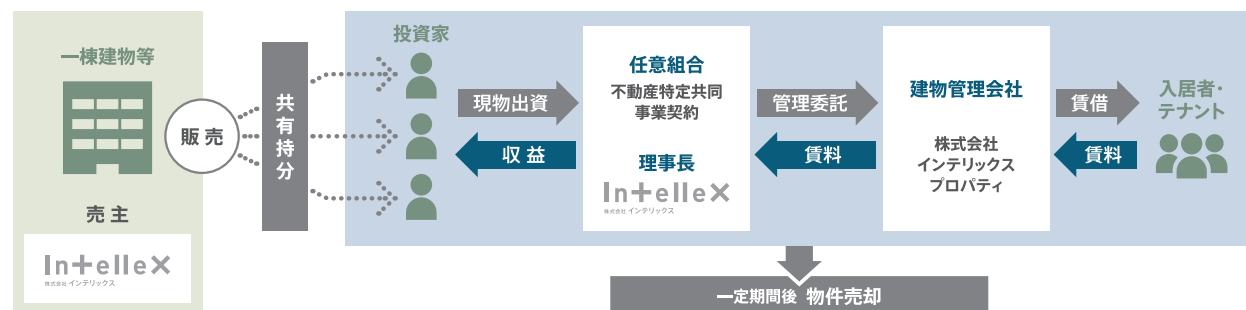 一棟建物等
販売
売主
Intellex
株式会社 インテリックス
共有持分
投資家
現物出資
収益
任意組合
不動産特定共同
事業契約
理事長
Intellex
株式会社 インテリックス
管理委託
賃料
建物管理会社
株式会社
インテリックス
プロパティ
賃借
賃料
入居者・
テナント
一定期間後 物件売却